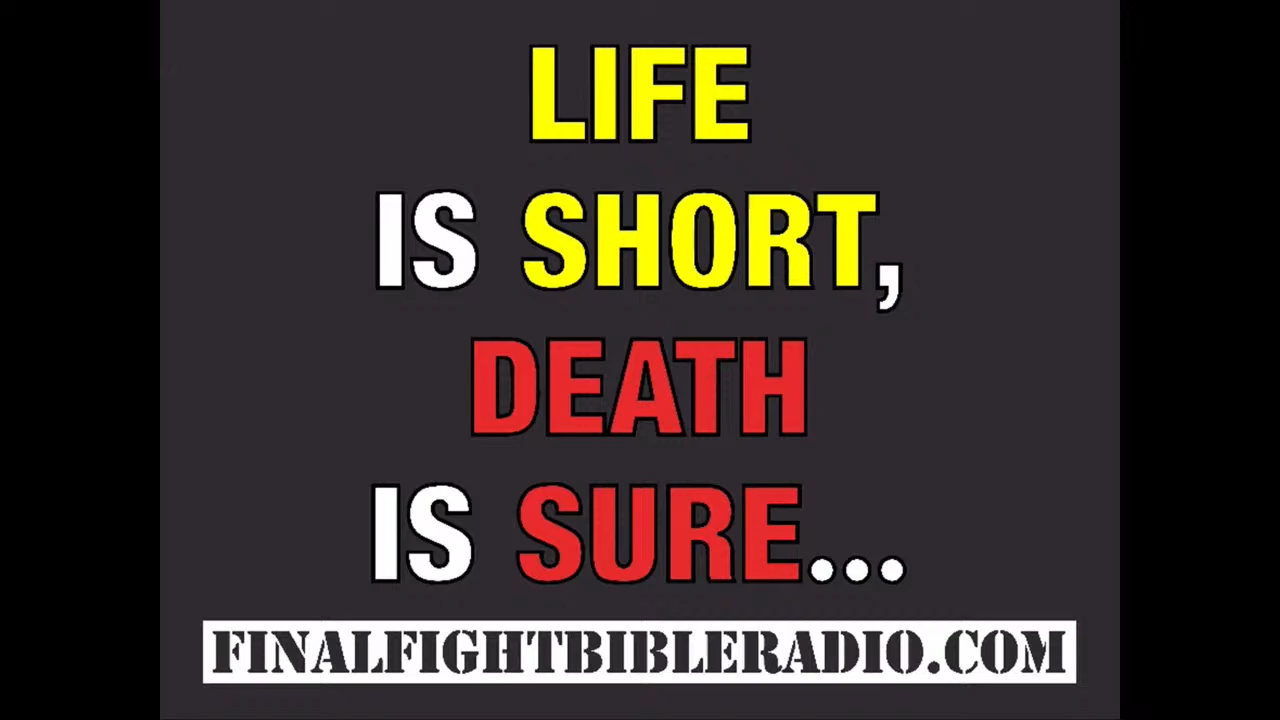 LIFE
IS SHORT,
DEATH
IS SURE...
FINALFIGHTBIBLERADIO.COM